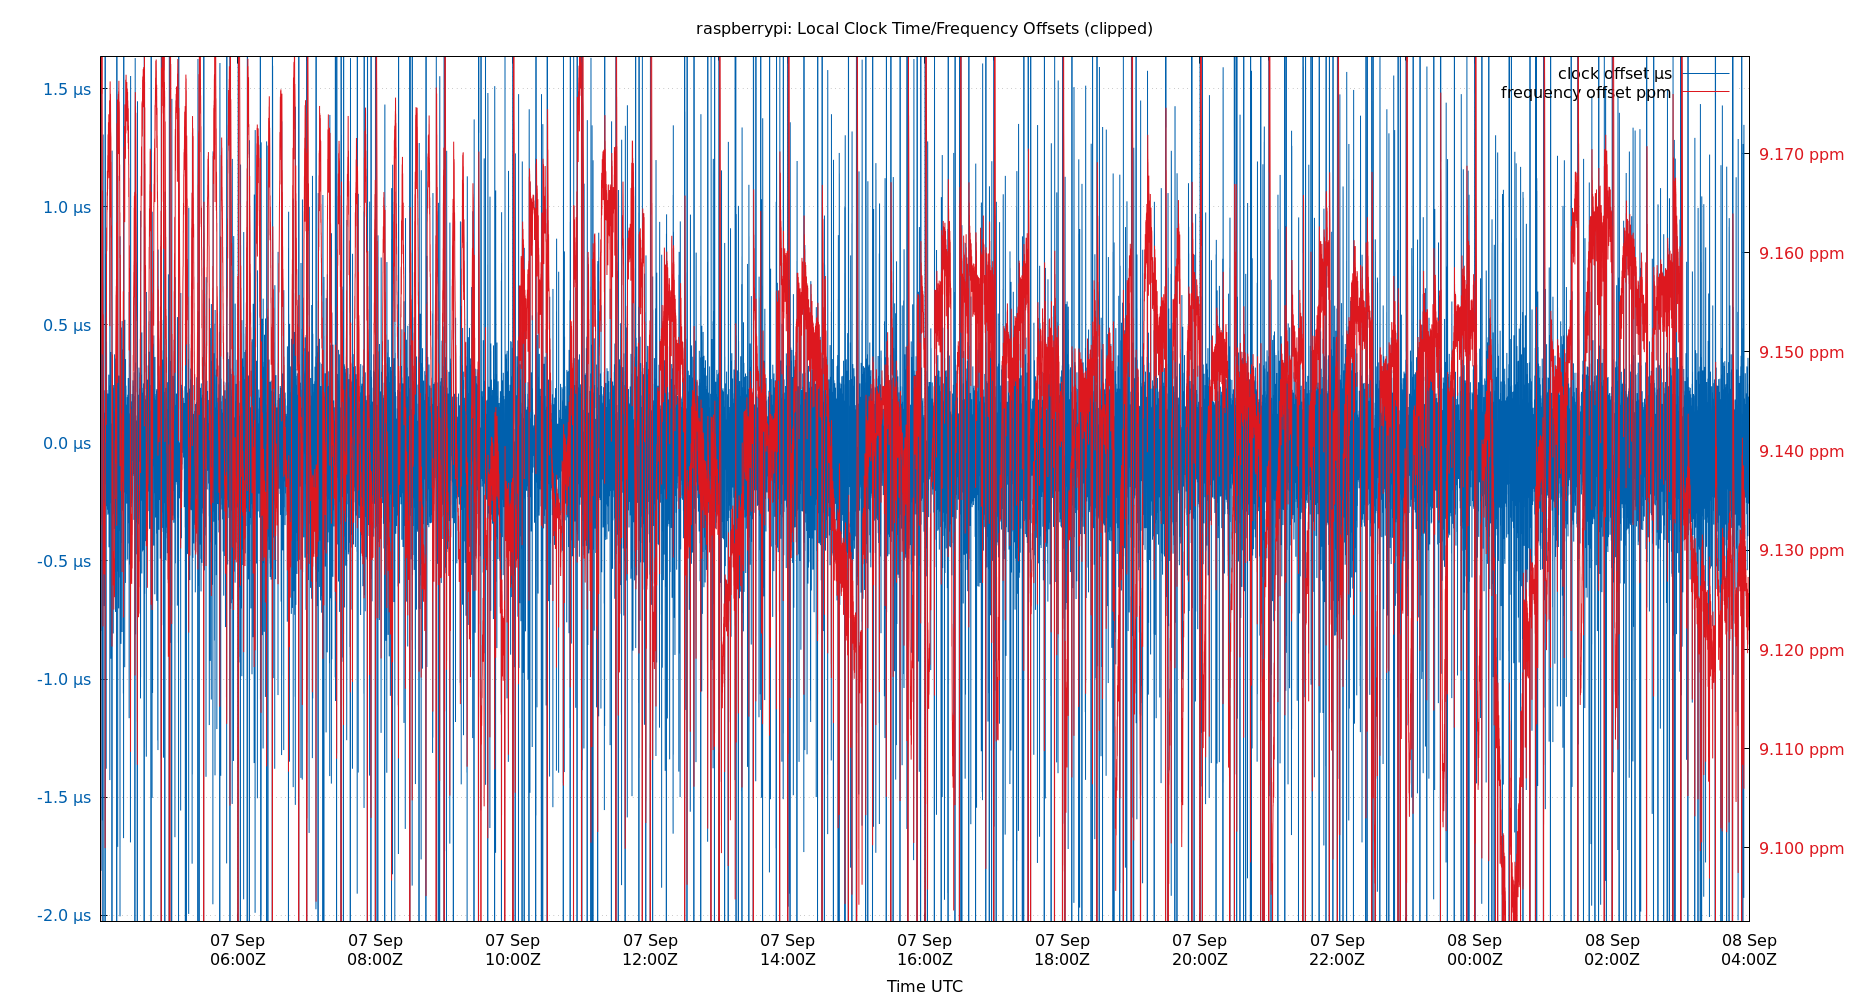 raspberrypi: Local Clock Time/Frequency Offsets (clipped)
clock offset µs
frequency offset ppm
1.5 µs
1.0 µs
0.5 µs
0.0 µs
-0.5 µs
-1.0 µs
-1.5 µs
-2.0 µs
9.170 ppm
9.160 ppm
9.150 ppm
9.140 ppm
9.130 ppm
9.120 ppm
9.110 ppm
9.100 ppm
07 Sep 07 Sep 07 Sep 07 Sep 07 Sep 07 Sep 07 Sep 07 Sep 07 Sep 08 Sep 08 Sep 08 Sep
06:00Z 08:00Z 10:00Z 12:00Z 14:00Z 16:00Z 18:00Z 20:00Z 22:00Z 00:00Z 02:00Z 04:00Z
Time UTC